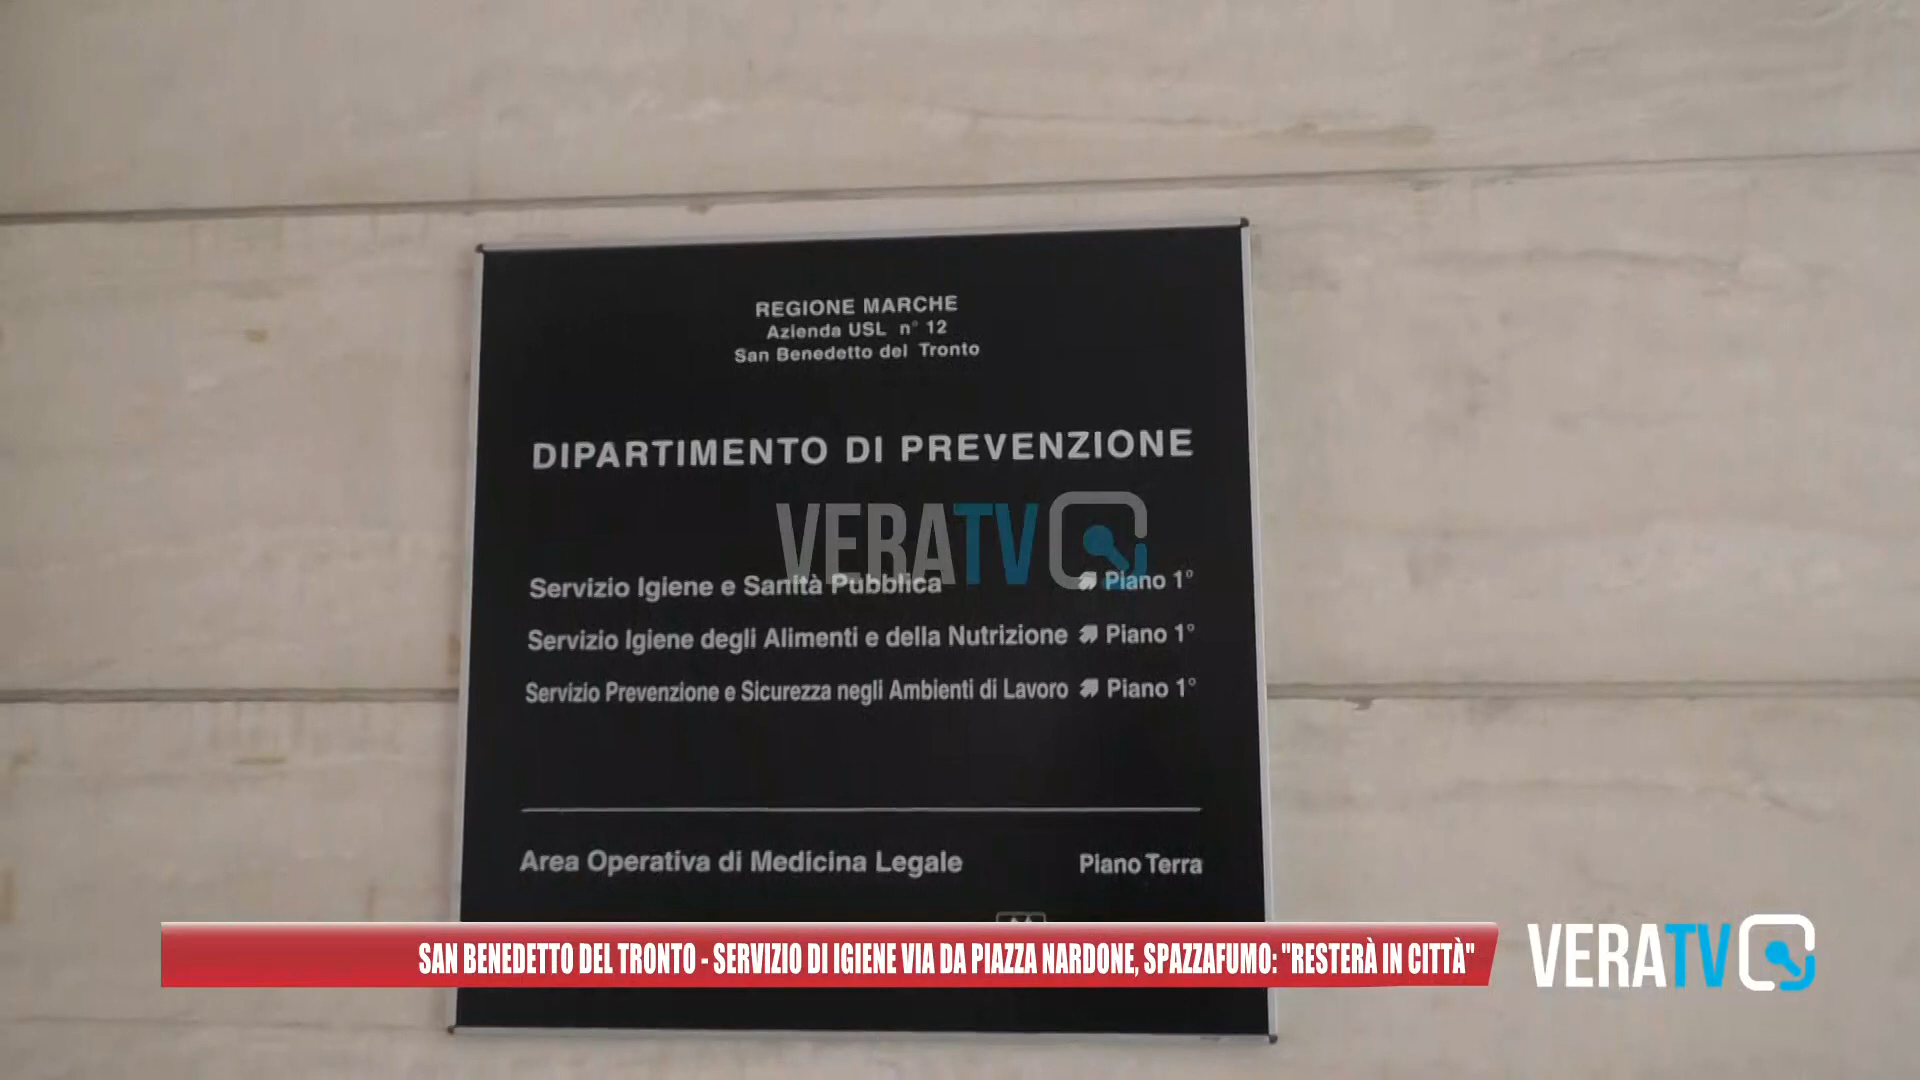 REGIONE MARCHE
Azienda USL n° 12
San Benedetto del Tronto
DIPARTIMENTO DI PREVENZIONE
VERATV
Servizio Igiene e Sanità Pubblica Piano 1°
Servizio Igiene degli Alimenti e della Nutrizione Piano 1°
Servizio Prevenzione e Sicurezza negli Ambienti di Lavoro Piano 1°
Area Operativa di Medicina Legale Piano Terra
SAN BENEDETTO DEL TRONTO - SERVIZIO DI IGIENE VIA DA PIAZZA NARDONE, SPAZZAFUMO: "RESTERÀ IN CITTÀ"
VERATV